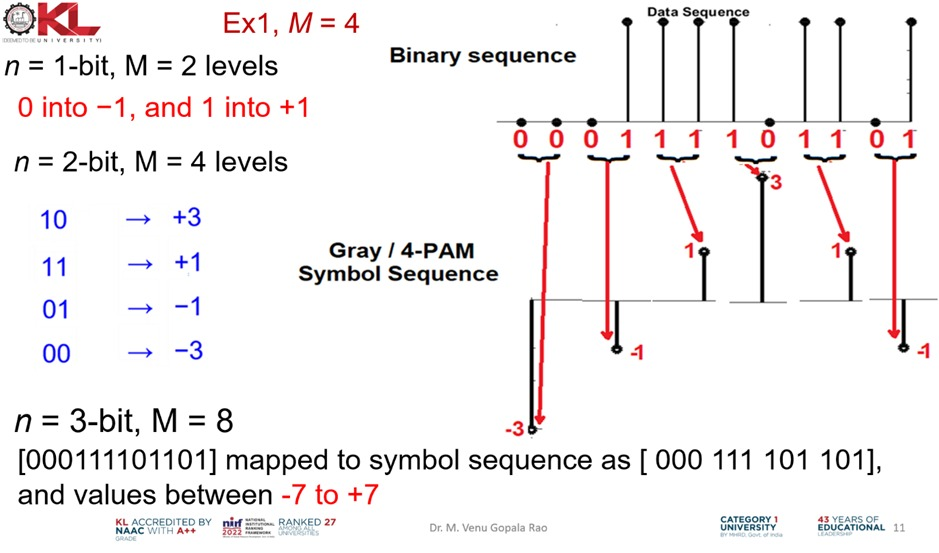 KL
(DEEMED TO BE UNIVERSITY)
Ex1, M = 4
n = 1-bit, M = 2 levels
0 into −1, and 1 into +1
n = 2-bit, M = 4 levels
10 → +3
11 → +1
01 → −1
00 → −3
Data Sequence
Binary sequence
0 0 0 1 1 1 1 0 1 1 0 1
Gray / 4-PAM
Symbol Sequence
3
1
1
-1
-1
-3
n = 3-bit, M = 8
[000111101101] mapped to symbol sequence as [ 000 111 101 101],
and values between -7 to +7
KL ACCREDITED BY
NAAC WITH A++
GRADE
nirf
2022
NATIONAL
INSTITUTIONAL
RANKING
FRAMEWORK
RANKED 27
AMONG ALL
UNIVERSITIES
Dr. M. Venu Gopala Rao
CATEGORY 1
UNIVERSITY
BY MHRD, Govt. of India
43 YEARS OF
EDUCATIONAL
LEADERSHIP
11